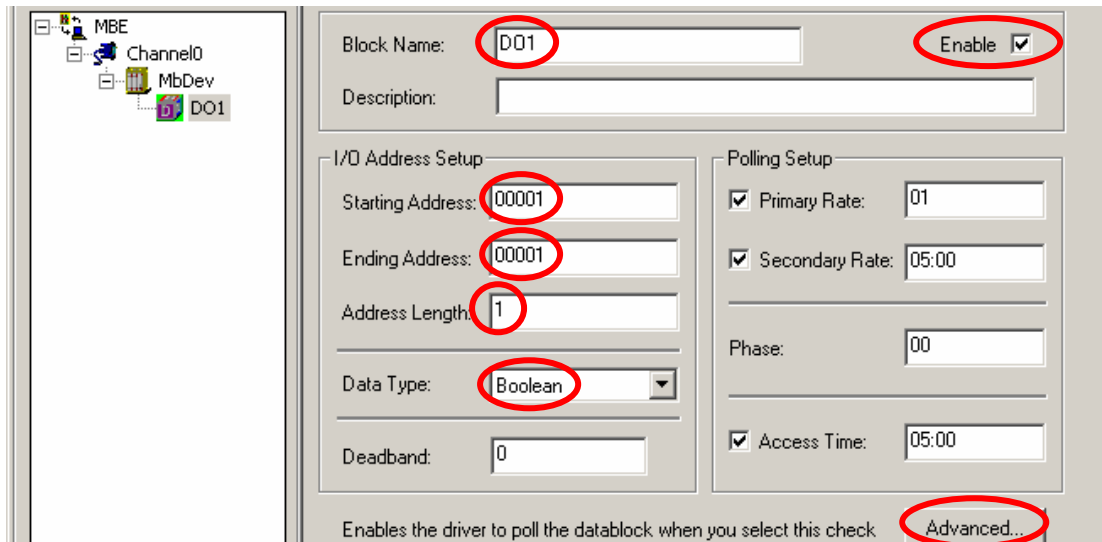 MBE
Channel0
MbDev
DO1
Block Name: DO1
Enable
Description:
I/O Address Setup
Starting Address: 00001
Ending Address: 00001
Address Length: 1
Data Type: Boolean
Deadband: 0
Polling Setup
Primary Rate: 01
Secondary Rate: 05:00
Phase: 00
Access Time: 05:00
Enables the driver to poll the datablock when you select this check
Advanced...